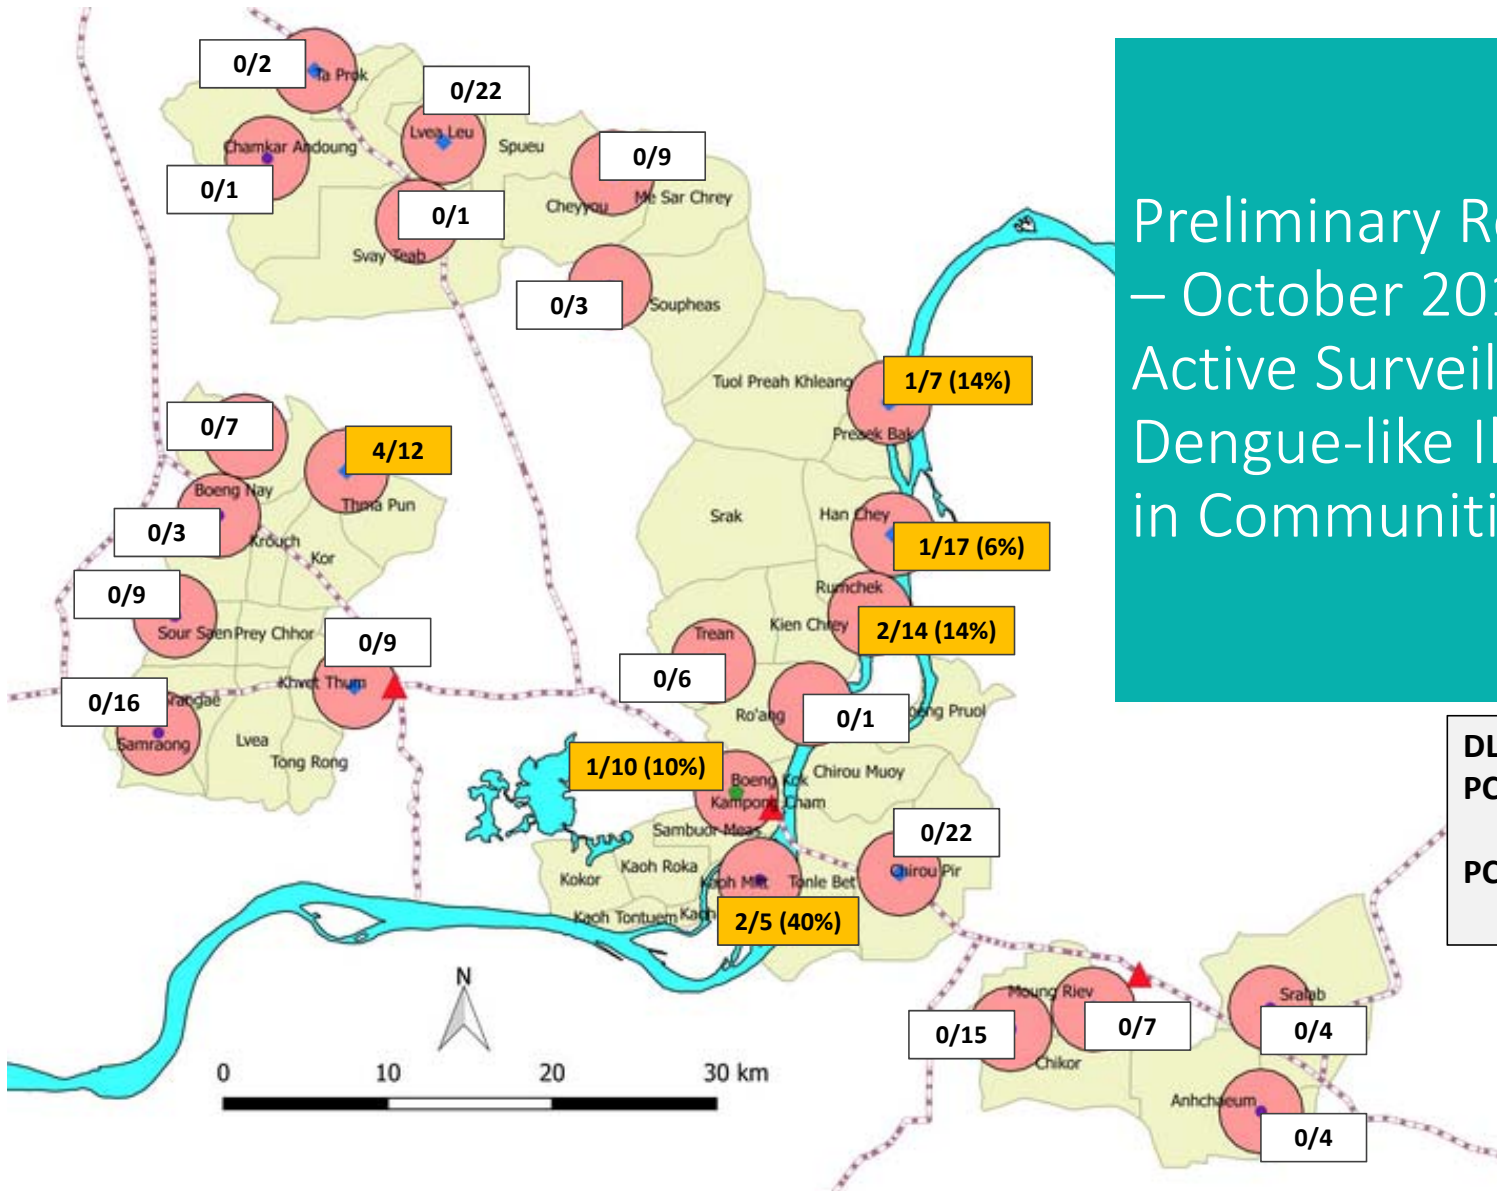 0/2
Ta Prok
0/22
Lvea Leu
Spueu
Chamkar Andoung
0/9
0/1
Me Sar Chrey
Cheyyou
0/1
Svay Teab
0/3
Soupheas
Preliminary
– October
Active
Dengue-like
in
Tuol Preah Khleang
1/7 (14%)
Preaek Bak
0/7
4/12
Boeng Nay
Thma Pun
0/3
Krouch
Kor
Srak
Han Chey
1/17 (6%)
Rumchek
0/9
Sour Saen
Prey Chhor
0/9
Trean
Kien Chrey
2/14 (14%)
0/6
Khvet Thum
0/16
Samraong
Lvea
Tong Rong
Ro'ang
0/1
Pruol
DL
PC
PC
1/10 (10%)
Boeng Kok
Chirou Muoy
Kampong Cham
Sambuor Meas
0/22
Kaoh Roka
Kokor
Kaoh Mitt
Tonle Bet
Chirou Pir
Kaoh Tontuem
2/5 (40%)
N
Moung Riev
Sralab
0/15
0/7
0/4
Chikor
0
10
20
30 km
Anhchaeum
0/4